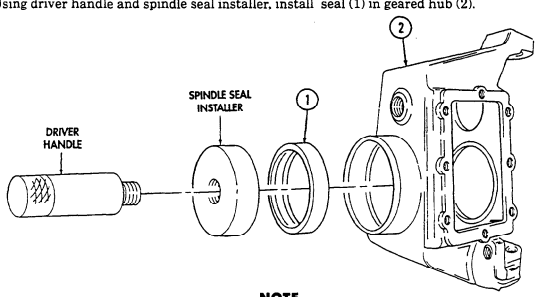 sing driver handle and spindle seal installer, install seal (1) in geared hub (2).
2
SPINDLE SEAL
INSTALLER
1
DRIVER
HANDLE
NOTE